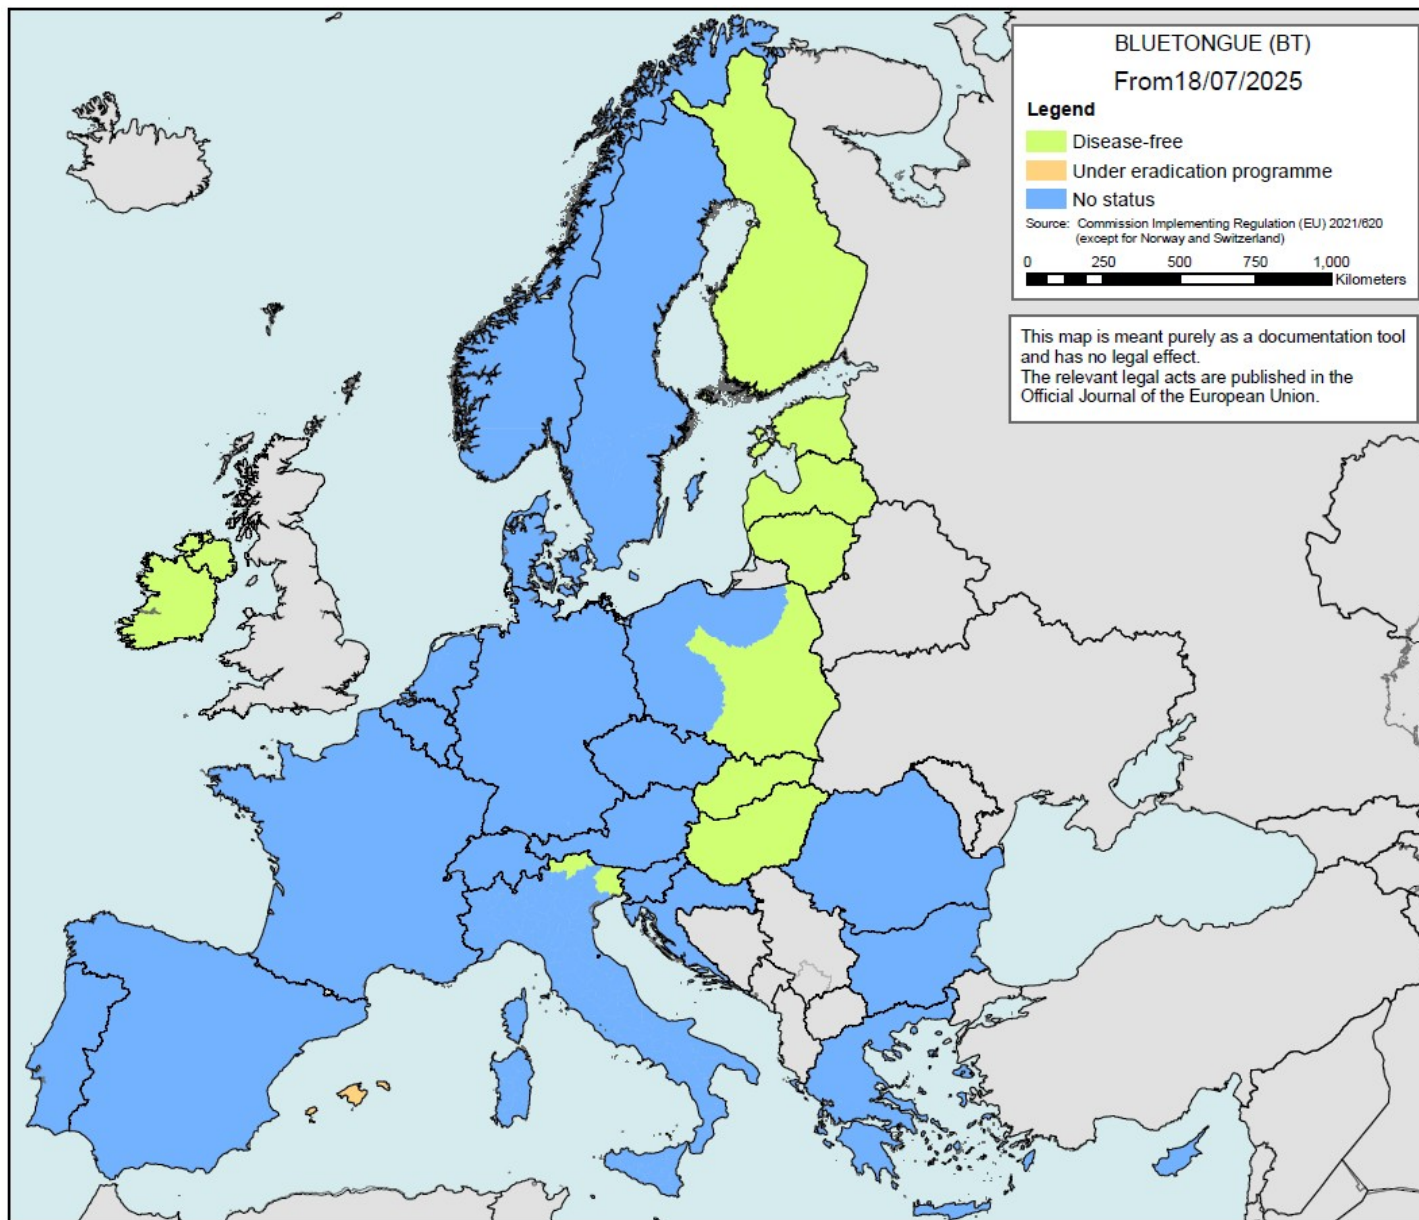 BLUETONGUE (BT)
From18/07/2025
Legend
Disease-free
Under eradication programme
No status
Source: Commission Implementing Regulation (EU) 2021/620
(except for Norway and Switzerland)
0 250 500 750 1,000
Kilometers
This map is meant purely as a documentation tool
and has no legal effect.
The relevant legal acts are published in the
Official Journal of the European Union.